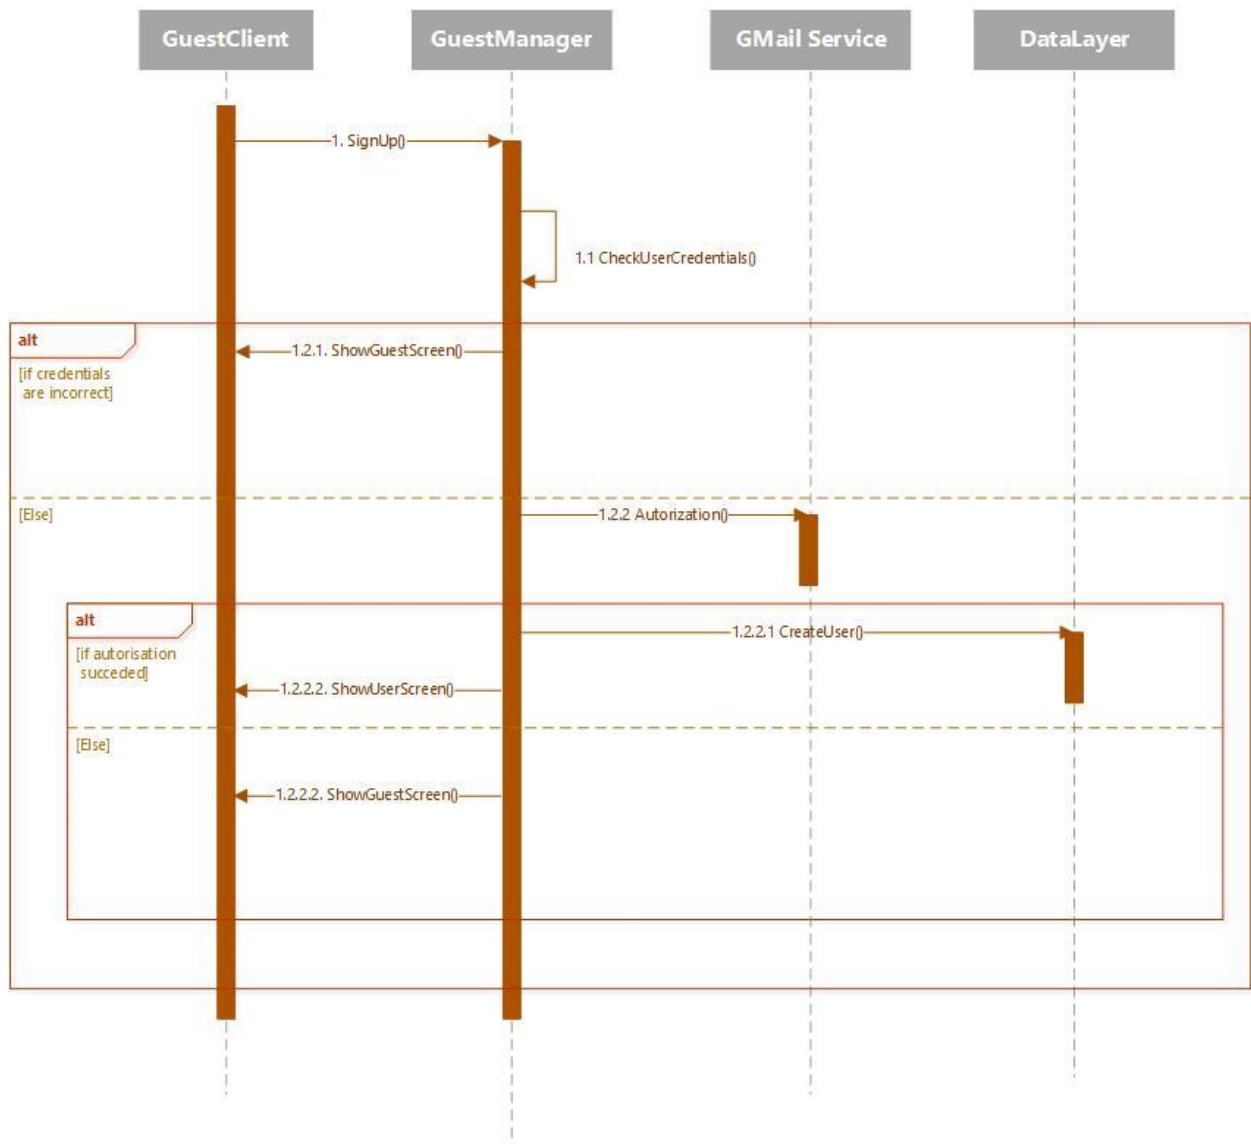 GuestClient
GuestManager
GMail Service
DataLayer
1. SignUp()
1.1 CheckUserCredentials()
alt
1.2.1. ShowGuestScreen()
[if credentials
are incorrect]
[Else]
1.2.2 Autorization()
alt
1.2.2.1 CreateUser()
[if autorisation
succeded]
1.2.2.2. ShowUserScreen()
[Else]
1.2.2.2. ShowGuestScreen()